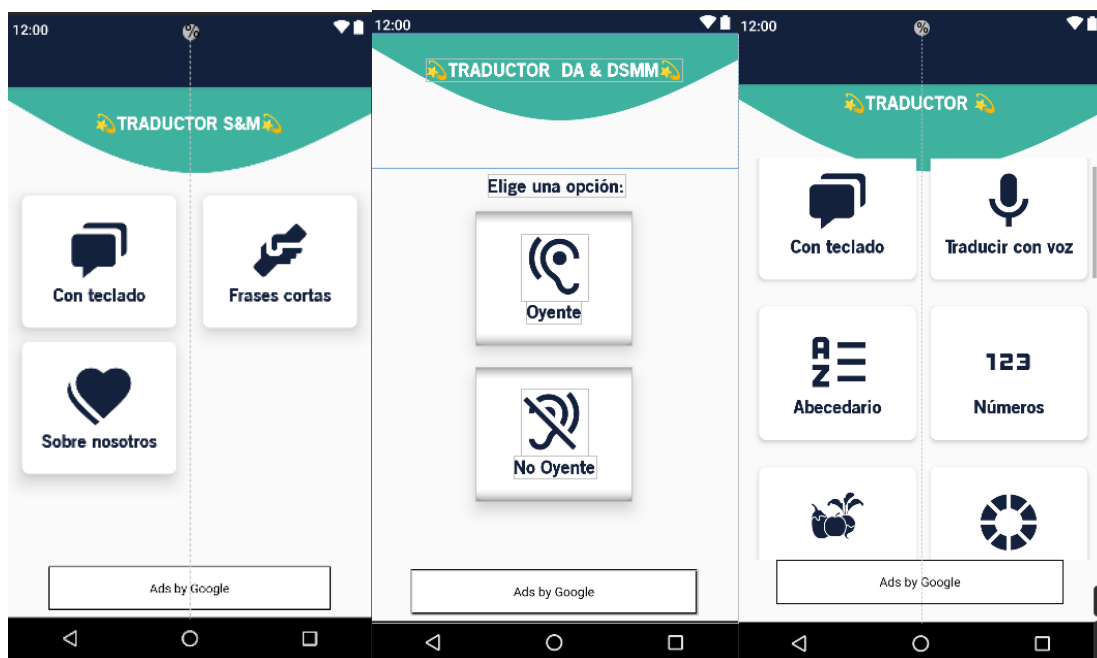 12:00
%
💫TRADUCTOR S&M💫
Con teclado
Frases cortas
Sobre nosotros
Ads by Google
12:00
💫TRADUCTOR DA & DSMM💫
Elige una opción:
Oyente
No Oyente
Ads by Google
12:00
%
💫TRADUCTOR 💫
Con teclado
Traducir con voz
A
Z
Abecedario
123
Números
Ads by Google